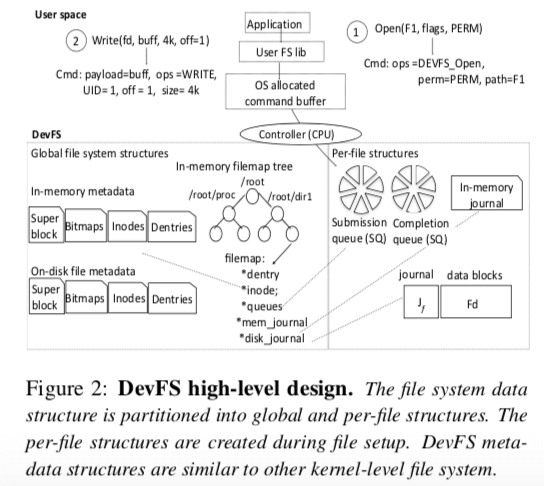 User space
Application
User FS lib
OS allocated
command buffer
2
Write(fd, buff, 4k, off=1)
Cmd: payload=buff, ops =WRITE,
UID= 1, off = 1, size= 4k
1
Open(F1, flags, PERM)
Cmd: ops =DEVFS_Open,
perm=PERM, path=F1
DevFS
Controller (CPU)
Global file system structures
In-memory filemap tree
/root
/root/proc
/root/dir1
In-memory metadata
Super
block
Bitmaps
Inodes
Dentries
On-disk file metadata
Super
block
Bitmaps
Inodes
Dentries
filemap:
*dentry
*inode;
*queues
*mem_journal
*disk_journal
Per-file structures
Submission
queue (SQ)
Completion
queue (SQ)
In-memory
journal
journal
data blocks
Jf
Fd
Figure 2: DevFS high-level design. The file system data
structure is partitioned into global and per-file structures. The
per-file structures are created during file setup. DevFS meta-
data structures are similar to other kernel-level file system.